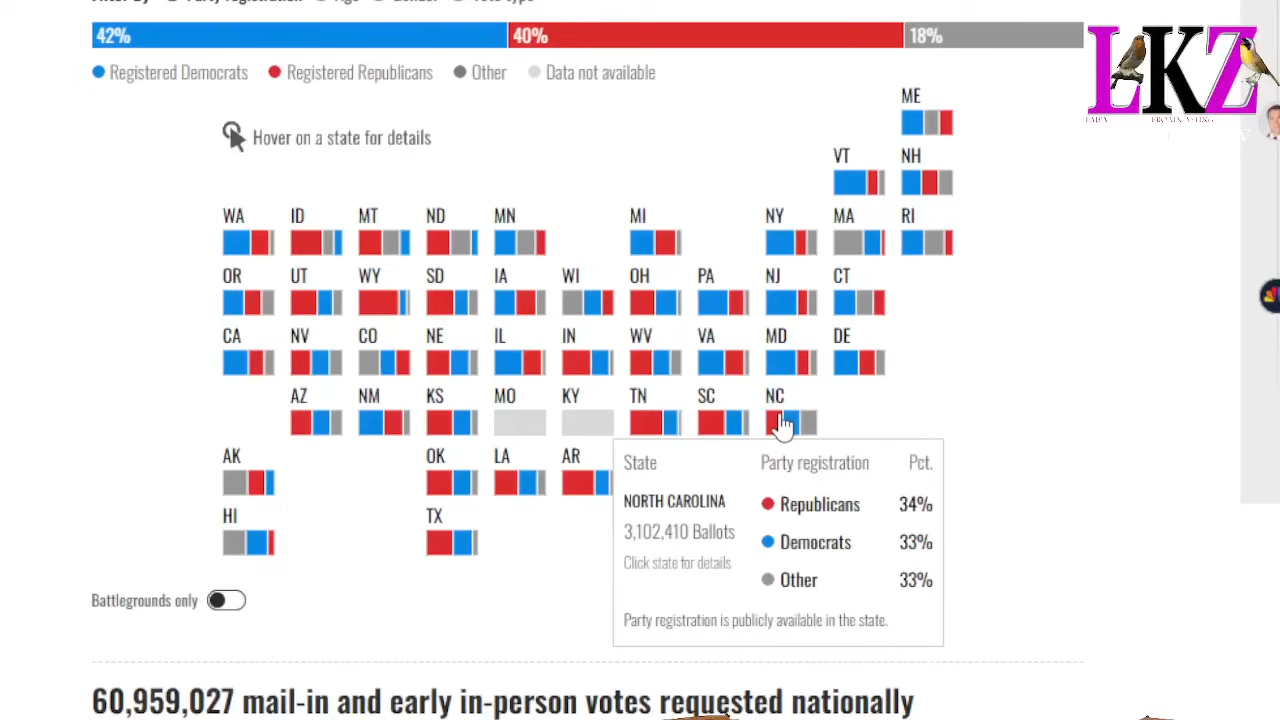 42% 40% 18%
Registered Democrats Registered Republicans Other Data not available
LKZ
ME
Hover on a state for details
VT NH
WA ID MT ND MN MI NY MA RI
OR UT WY SD IA WI OH PA NJ CT
CA NV CO NE IL IN WV VA MD DE
AZ NM KS MO KY TN SC NC
AK OK LA AR
State Party registration Pct.
NORTH CAROLINA Republicans 34%
3,102,410 Ballots
HI TX
Democrats 33%
Click state for details
Other 33%
Battlegrounds only
Party registration is publicly available in the state.
60,959,027 mail-in and early in-person votes requested nationally